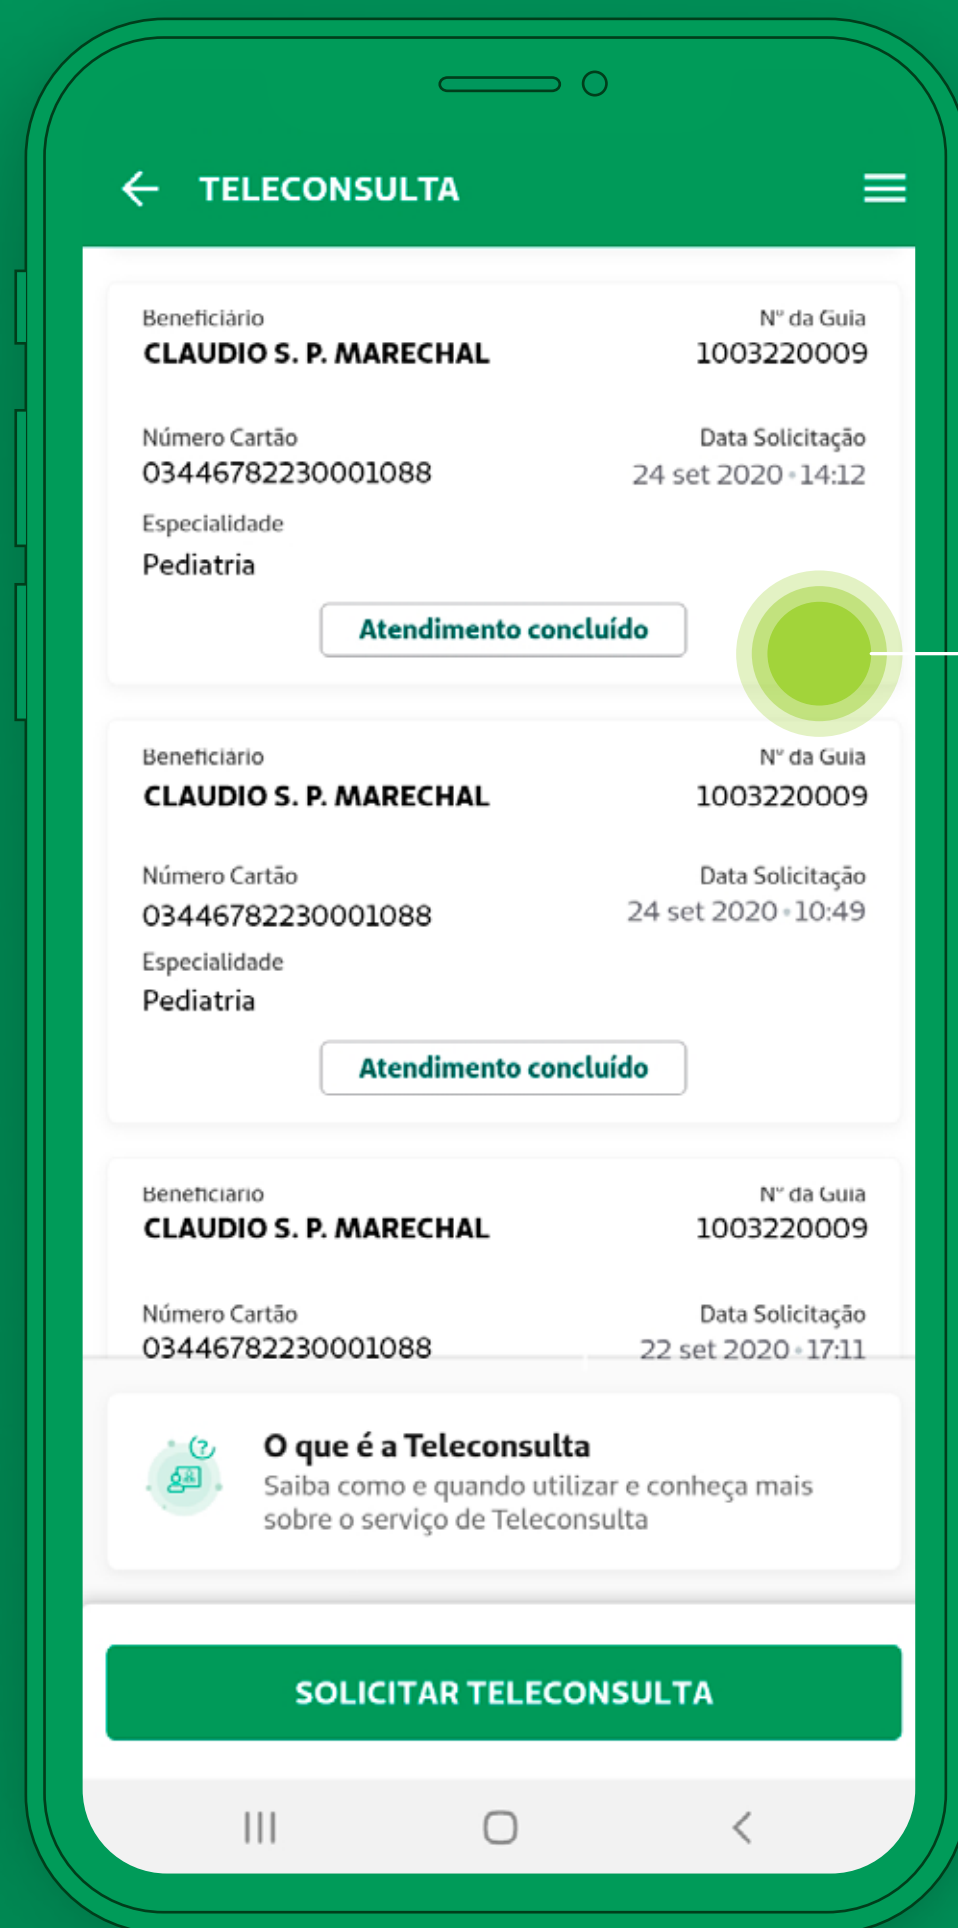 TELECONSULTA
Beneficiário Nº da Guia
CLAUDIO S. P. MARECHAL 1003220009
Número Cartão Data Solicitação
03446782230001088 24 set 2020 • 14:12
Especialidade
Pediatria
Atendimento concluído
Beneficiário Nº da Guia
CLAUDIO S. P. MARECHAL 1003220009
Número Cartão Data Solicitação
03446782230001088 24 set 2020 • 10:49
Especialidade
Pediatria
Atendimento concluído
Beneficiário Nº da Guia
CLAUDIO S. P. MARECHAL 1003220009
Número Cartão Data Solicitação
03446782230001088 22 set 2020 • 17:11
O que é a Teleconsulta
Saiba como e quando utilizar e conheça mais
sobre o serviço de Teleconsulta
SOLICITAR TELECONSULTA